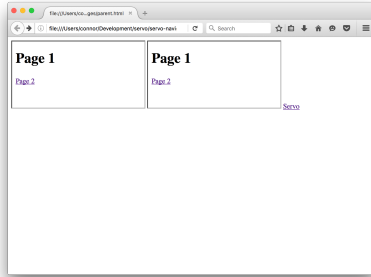 file:///Users/co...ges/parent.html
file:///Users/connor/Development/servo/servo-navi
Search
Page 1
Page 2
Page 1
Page 2
Servo